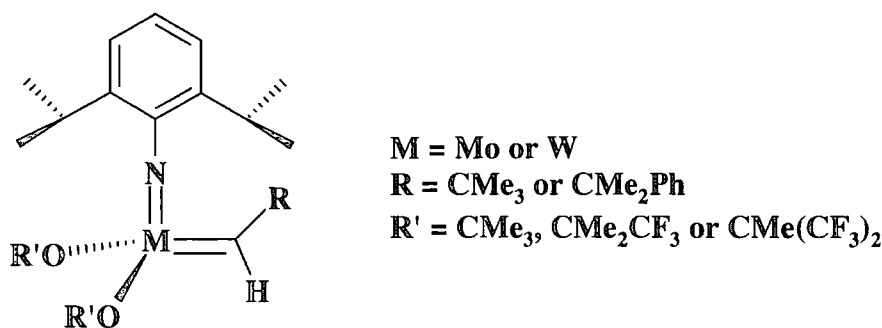 N
R
R'O
M
H
R'O
M = Mo or W
R = CMe₃ or CMe₂Ph
R' = CMe₃, CMe₂CF₃ or CMe(CF₃)₂